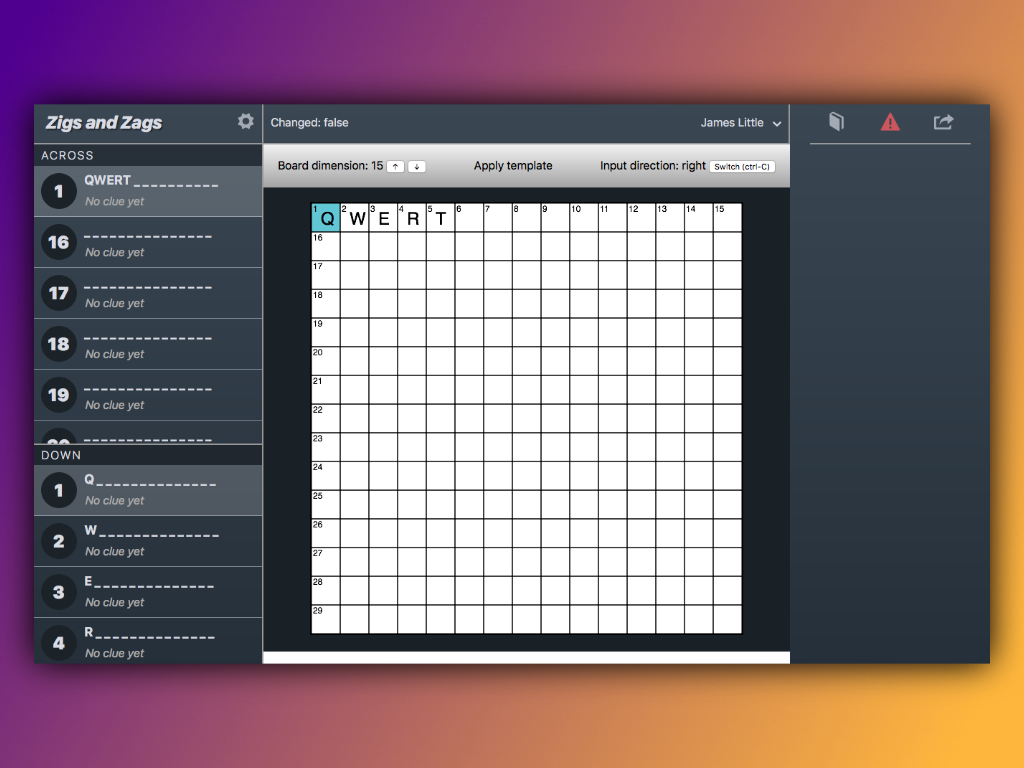 Zigs and Zags
Changed: false
James Little
ACROSS
Board dimension: 15 ↑ ↓ Apply template Input direction: right Switch (ctrl-C)
1 QWERT__________
No clue yet
16 _______________
No clue yet
17 _______________
No clue yet
18 _______________
No clue yet
19 _______________
No clue yet
_______________
DOWN
1 Q______________
No clue yet
2 W______________
No clue yet
3 E______________
No clue yet
4 R______________
No clue yet
1 2 3 4 5 6 7 8 9 10 11 12 13 14 15
Q W E R T
16
17
18
19
20
21
22
23
24
25
26
27
28
29